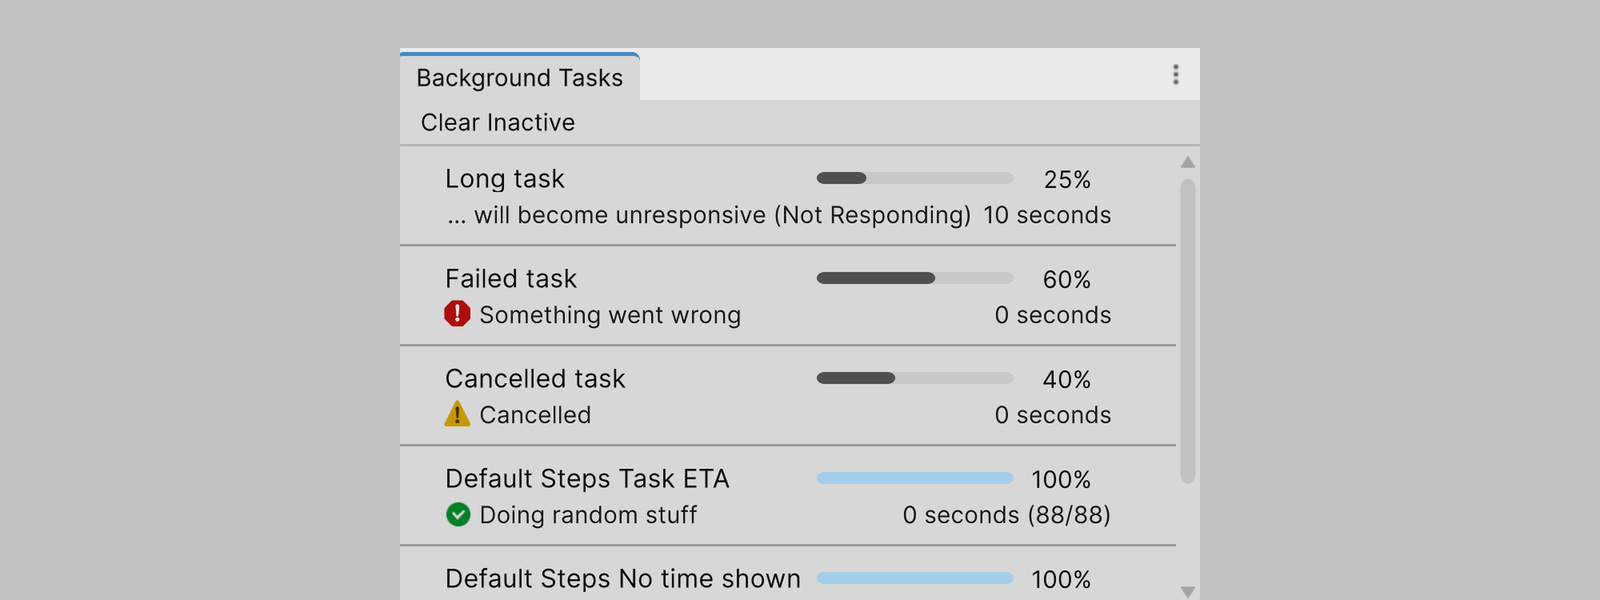 Background Tasks
Clear Inactive
Long task 25%
... will become unresponsive (Not Responding) 10 seconds
Failed task 60%
Something went wrong 0 seconds
Cancelled task 40%
Cancelled 0 seconds
Default Steps Task ETA 100%
Doing random stuff 0 seconds (88/88)
Default Steps No time shown 100%